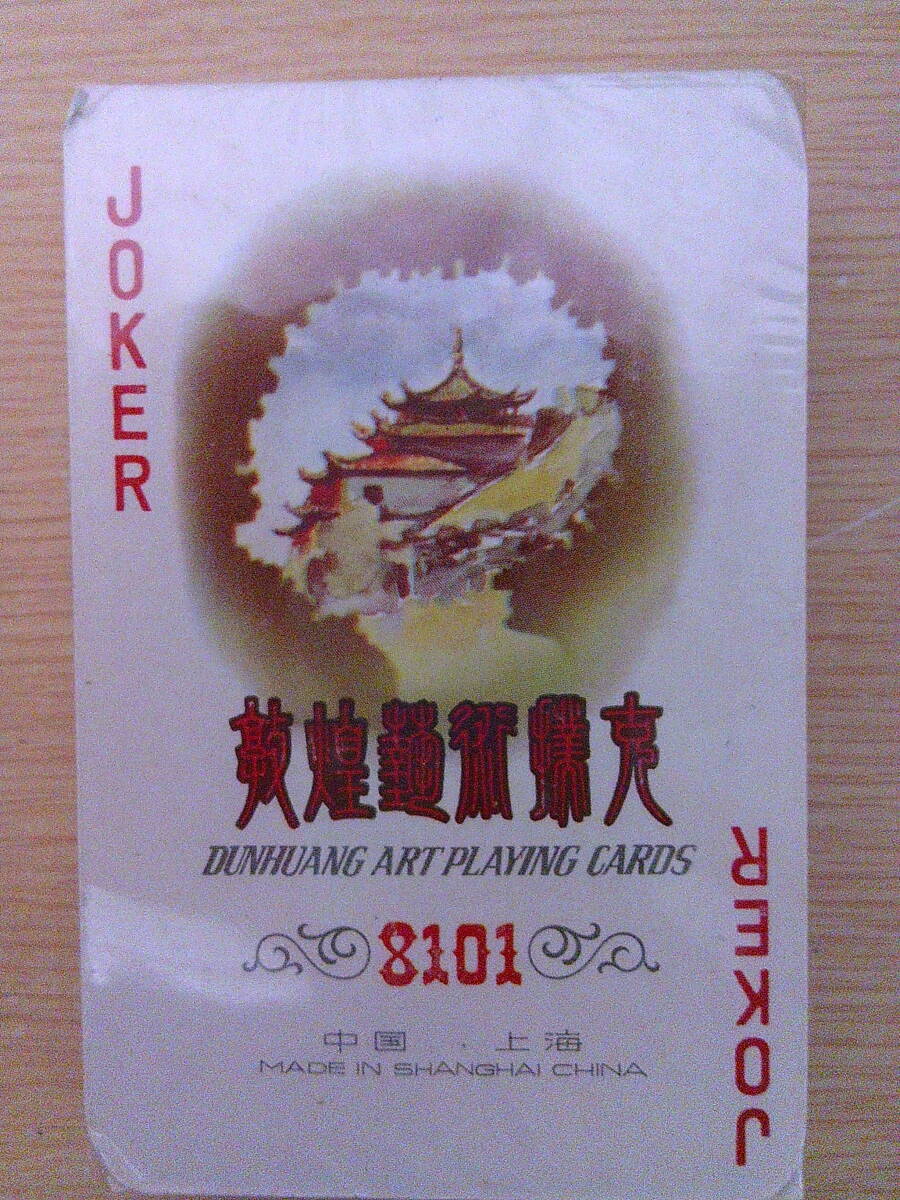 JOKER
敦煌藝術撲克
DUNHUANG ART PLAYING CARDS
8101
中国 . 上海
MADE IN SHANGHAI CHINA
JOKER